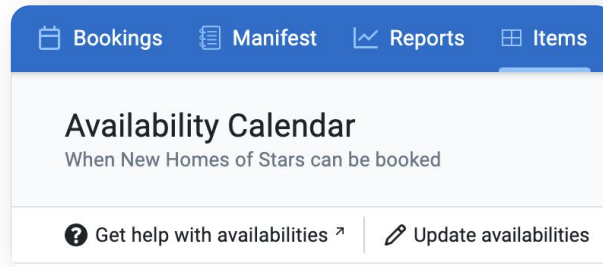 Bookings Manifest Reports Items
Availability Calendar
When New Homes of Stars can be booked
Get help with availabilities ↗ Update availabilities